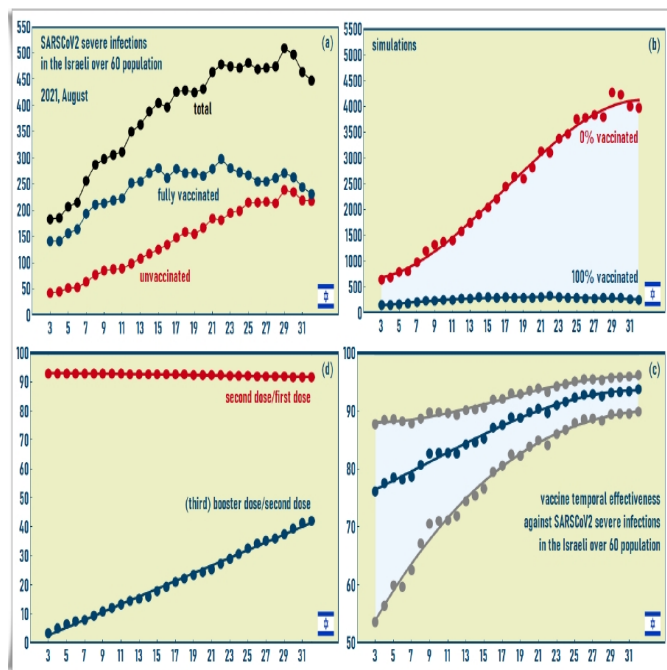 550
500
450
400
350
300
250
200
150
100
50
0
SARSCoV2 severe infections
in the Israeli over 60 population
2021, August
(a)
total
fully vaccinated
unvaccinated
3 5 6 7 9 11 13 15 17 19 21 23 25 27 29 31
5500
5000
4500
4000
3500
3000
2500
2000
1500
1000
500
0
simulations
(b)
0% vaccinated
100% vaccinated
3 5 6 7 9 11 13 15 17 19 21 23 25 27 29 31
100
90
80
70
60
50
40
30
20
10
0
(d)
second dose/first dose
(third) booster dose/second dose
3 5 6 7 9 11 13 15 17 19 21 23 25 27 29 31
100
90
80
70
60
50
(c)
vaccine temporal effectiveness
against SARSCoV2 severe infections
in the Israeli over 60 population
3 5 6 7 9 11 13 15 17 19 21 23 25 27 29 31